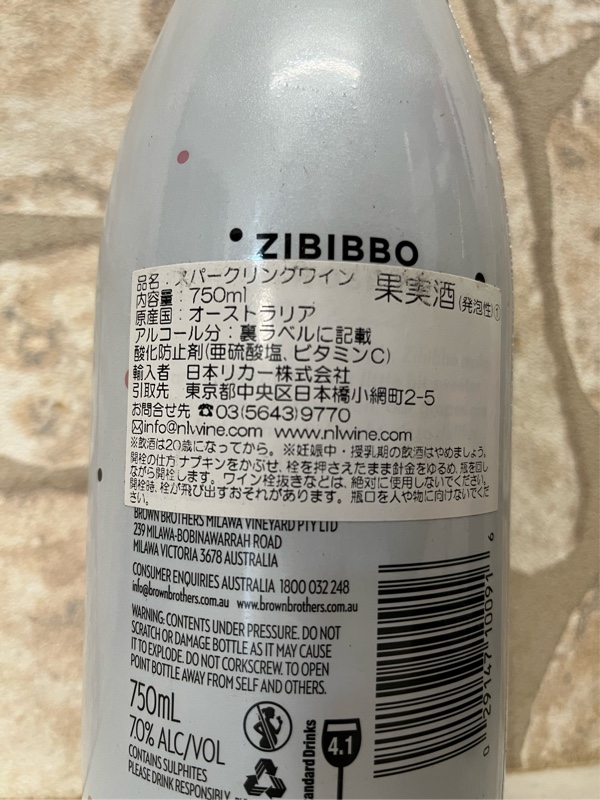 ZIBIBBO
品名:スパークリングワイン 果実酒(発泡性)①
内容量:750ml
原産国:オーストラリア
アルコール分:裏ラベルに記載
酸化防止剤(亜硫酸塩、ビタミンC)
輸入者 日本リカー株式会社
引取先 東京都中央区日本橋小網町2-5
お問合せ先 ☎03(5643)9770
✉info@nlwine.com www.nlwine.com
※飲酒は20歳になってから。※妊娠中・授乳期の飲酒はやめましょう。
開栓の仕方 ナプキンをかぶせ、栓を押さえたまま針金をゆるめ、瓶を回し
ながら開栓します。ワイン栓抜きなどは、絶対に使用しないでください。
開栓時、栓が飛び出すおそれがあります。瓶口を人や物に向けないでくだ
さい。
BROWN BROTHERS MILAWA VINEYARD PTY LTD
239 MILAWA-BOBINAWARRAH ROAD
MILAWA VICTORIA 3678 AUSTRALIA
CONSUMER ENQUIRIES AUSTRALIA 1800 032 248
info@brownbrothers.com.au www.brownbrothers.com.au
WARNING: CONTENTS UNDER PRESSURE. DO NOT
SCRATCH OR DAMAGE BOTTLE AS IT MAY CAUSE
IT TO EXPLODE. DO NOT CORKSCREW. TO OPEN
POINT BOTTLE AWAY FROM SELF AND OTHERS.
750mL
7.0% ALC/VOL
CONTAINS SULPHITES
PLEASE DRINK RESPONSIBLY
4.1
andard Drinks
0 29147 10091 6